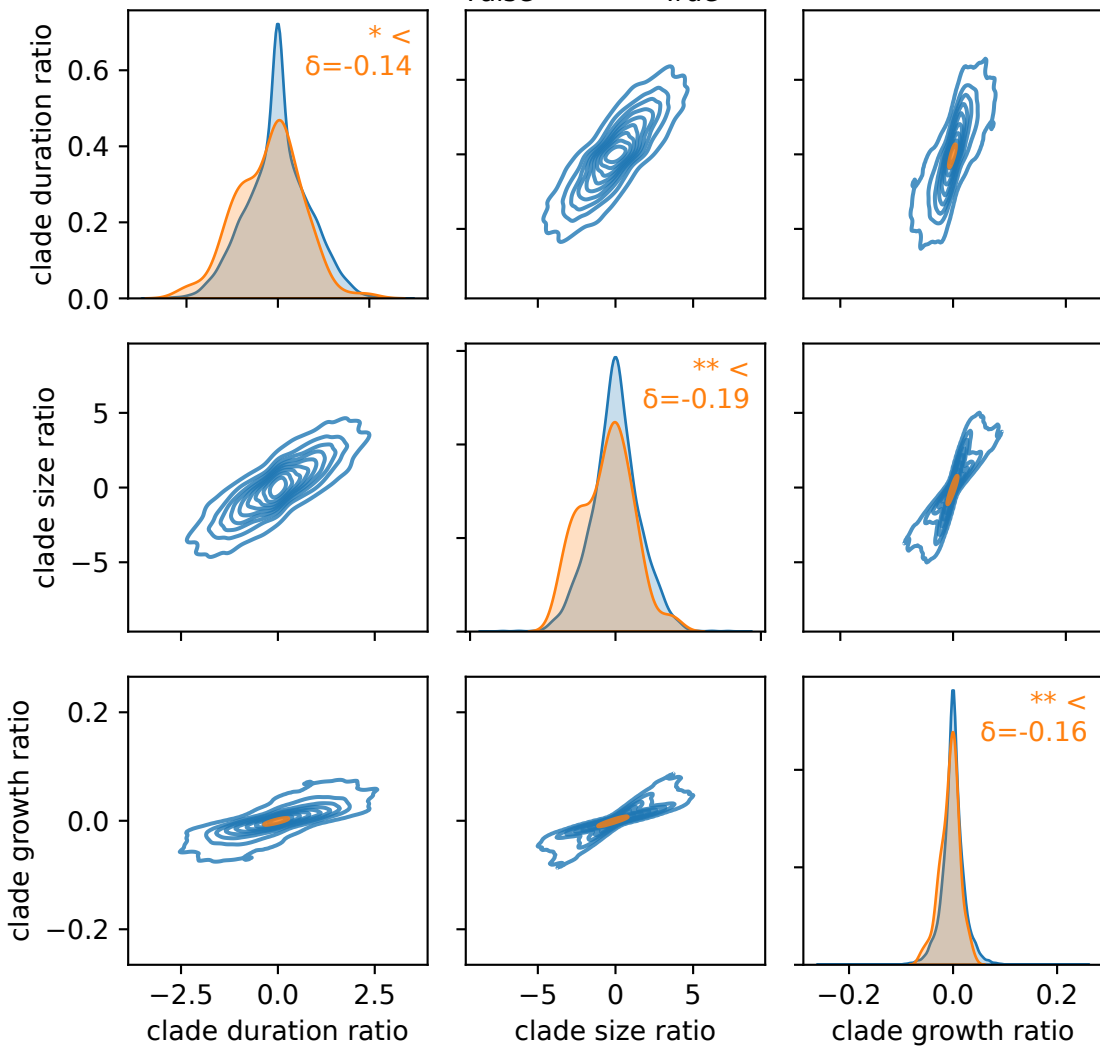 clade duration ratio
0.6
0.4
0.2
0.0
* <
δ=-0.14
clade size ratio
5
0
−5
** <
δ=-0.19
clade growth ratio
0.2
0.0
−0.2
** <
δ=-0.16
−2.5 0.0 2.5
−5 0 5
−0.2 0.0 0.2
clade duration ratio
clade size ratio
clade growth ratio